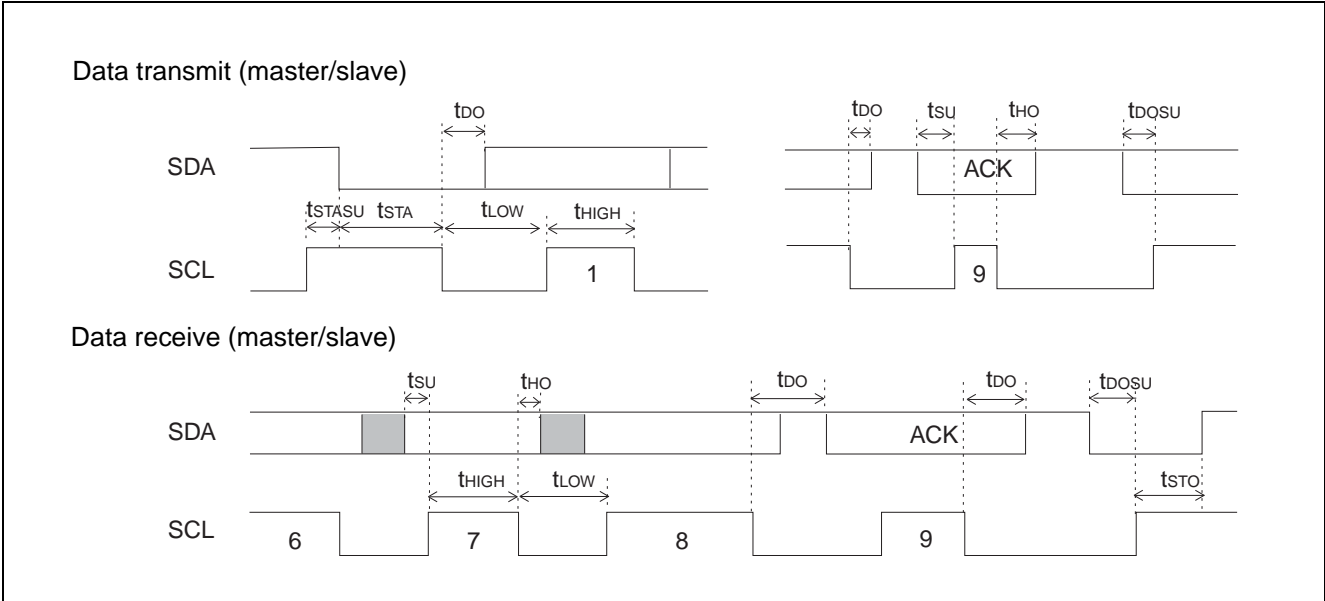 Data transmit (master/slave)
tDO tDO tSU tHO tDOSU
SDA ACK
tSTASU tSTA tLOW tHIGH
SCL 1 9
Data receive (master/slave)
tSU tHO tDO tDO tDOSU
SDA ACK
tHIGH tLOW tSTO
SCL 6 7 8 9